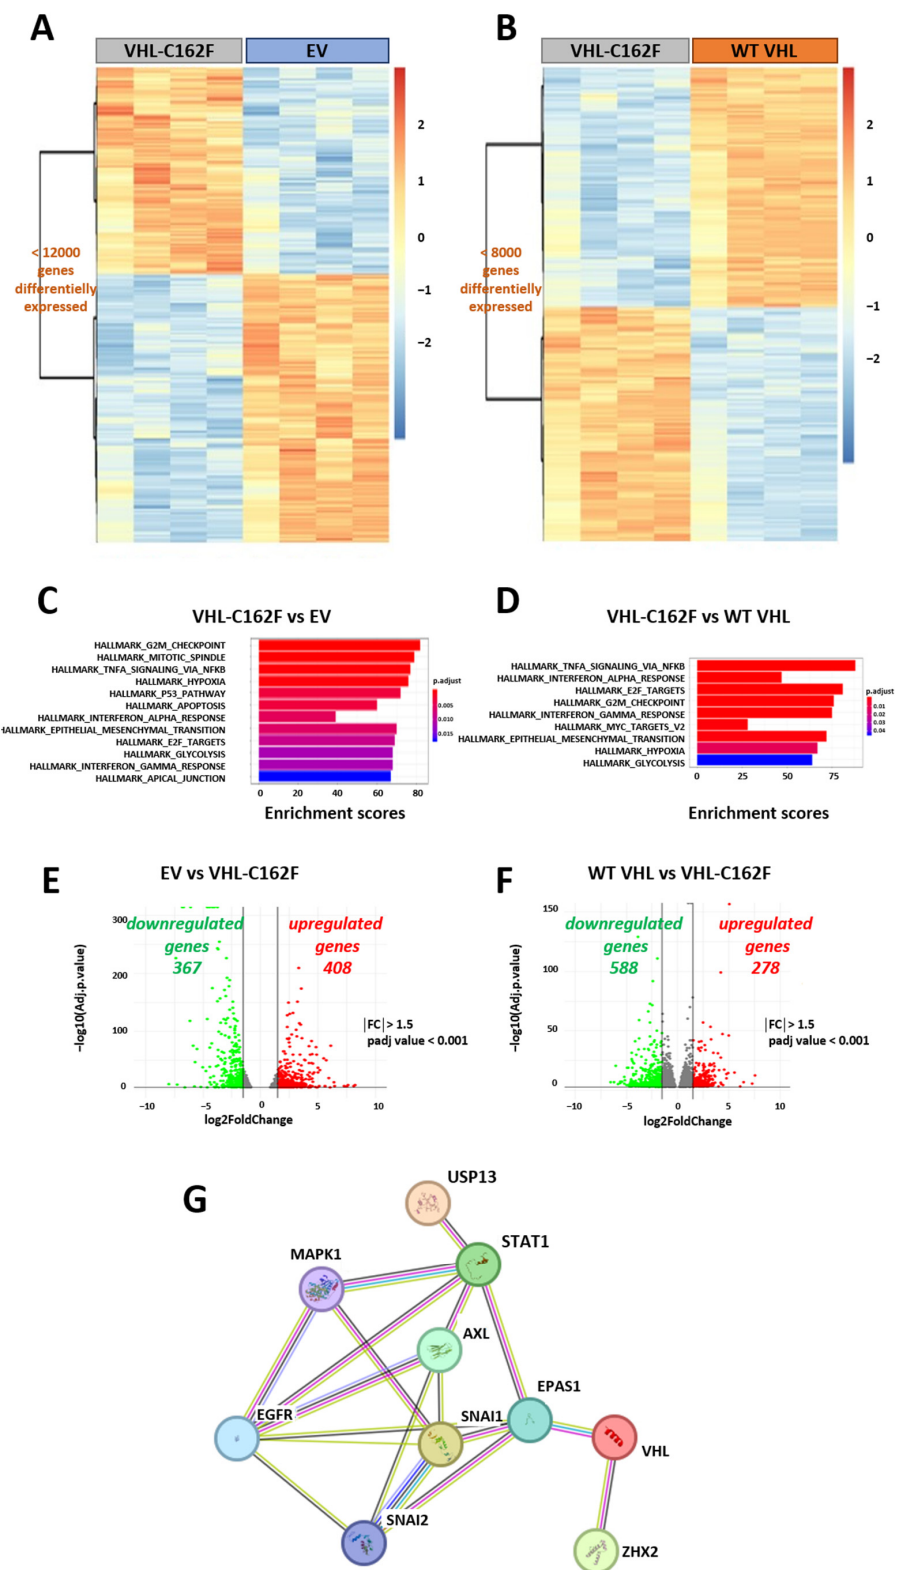 A
VHL-C162F
EV
2
1
0
−1
−2
< 12000
genes
differentielly
expressed
B
VHL-C162F
WT VHL
2
1
0
−1
−2
< 8000
genes
differentielly
expressed
C
VHL-C162F vs EV
HALLMARK_G2M_CHECKPOINT
HALLMARK_MITOTIC_SPINDLE
HALLMARK_TNFA_SIGNALING_VIA_NFKB
HALLMARK_HYPOXIA
HALLMARK_P53_PATHWAY
HALLMARK_APOPTOSIS
HALLMARK_INTERFERON_ALPHA_RESPONSE
HALLMARK_EPITHELIAL_MESENCHYMAL_TRANSITION
HALLMARK_E2F_TARGETS
HALLMARK_GLYCOLYSIS
HALLMARK_INTERFERON_GAMMA_RESPONSE
HALLMARK_APICAL_JUNCTION
0 20 40 60 80
Enrichment scores
p.adjust
0.005
0.010
0.015
D
VHL-C162F vs WT VHL
HALLMARK_TNFA_SIGNALING_VIA_NFKB
HALLMARK_INTERFERON_ALPHA_RESPONSE
HALLMARK_E2F_TARGETS
HALLMARK_G2M_CHECKPOINT
HALLMARK_INTERFERON_GAMMA_RESPONSE
HALLMARK_MYC_TARGETS_V2
HALLMARK_EPITHELIAL_MESENCHYMAL_TRANSITION
HALLMARK_HYPOXIA
HALLMARK_GLYCOLYSIS
0 25 50 75
Enrichment scores
p.adjust
0.01
0.02
0.03
0.04
E
EV vs VHL-C162F
300
200
100
0
−log10(Adj.p.value)
downregulated
genes
367
upregulated
genes
408
|FC| > 1.5
padj value < 0.001
−10 −5 0 5 10
log2FoldChange
F
WT VHL vs VHL-C162F
150
100
50
0
−log10(Adj.p.value)
downregulated
genes
588
upregulated
genes
278
|FC| > 1.5
padj value < 0.001
−10 −5 0 5 10
log2FoldChange
G
USP13
STAT1
MAPK1
AXL
EPAS1
EGFR
SNAI1
VHL
SNAI2
ZHX2